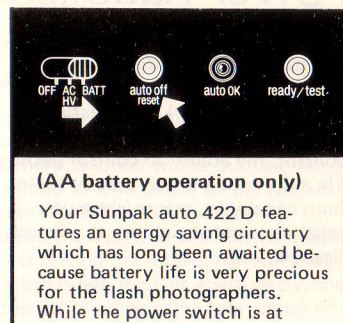 OFF AC BATT
HV
auto off
reset
auto OK
ready/test
(AA battery operation only)
Your Sunpak auto 422 D fea-
tures an energy saving circuitry
which has long been awaited be-
cause battery life is very precious
for the flash photographers.
While the power switch is at